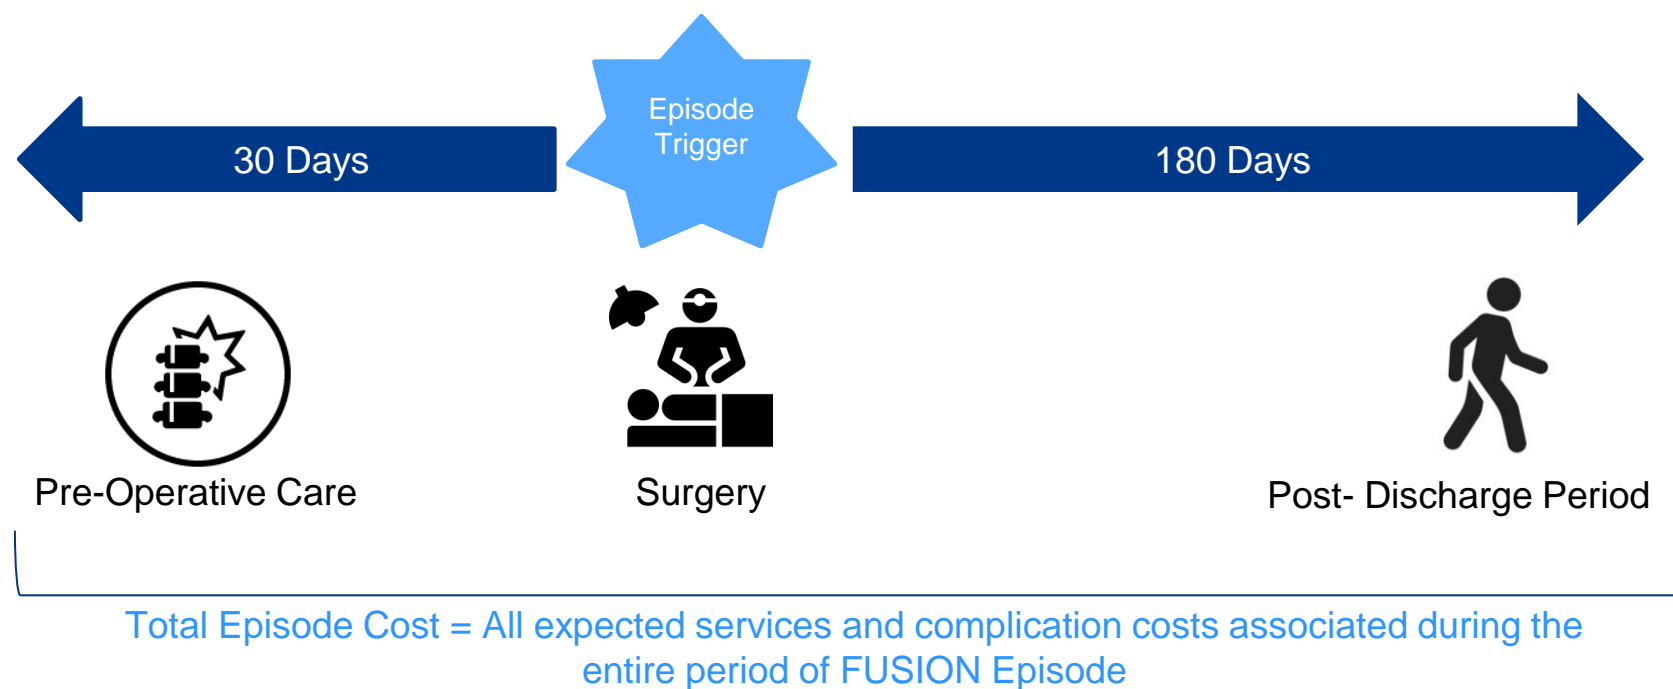 Episode
Trigger
30 Days
180 Days
Pre-Operative Care
Surgery
Post- Discharge Period
Total Episode Cost = All expected services and complication costs associated during the
entire period of FUSION Episode